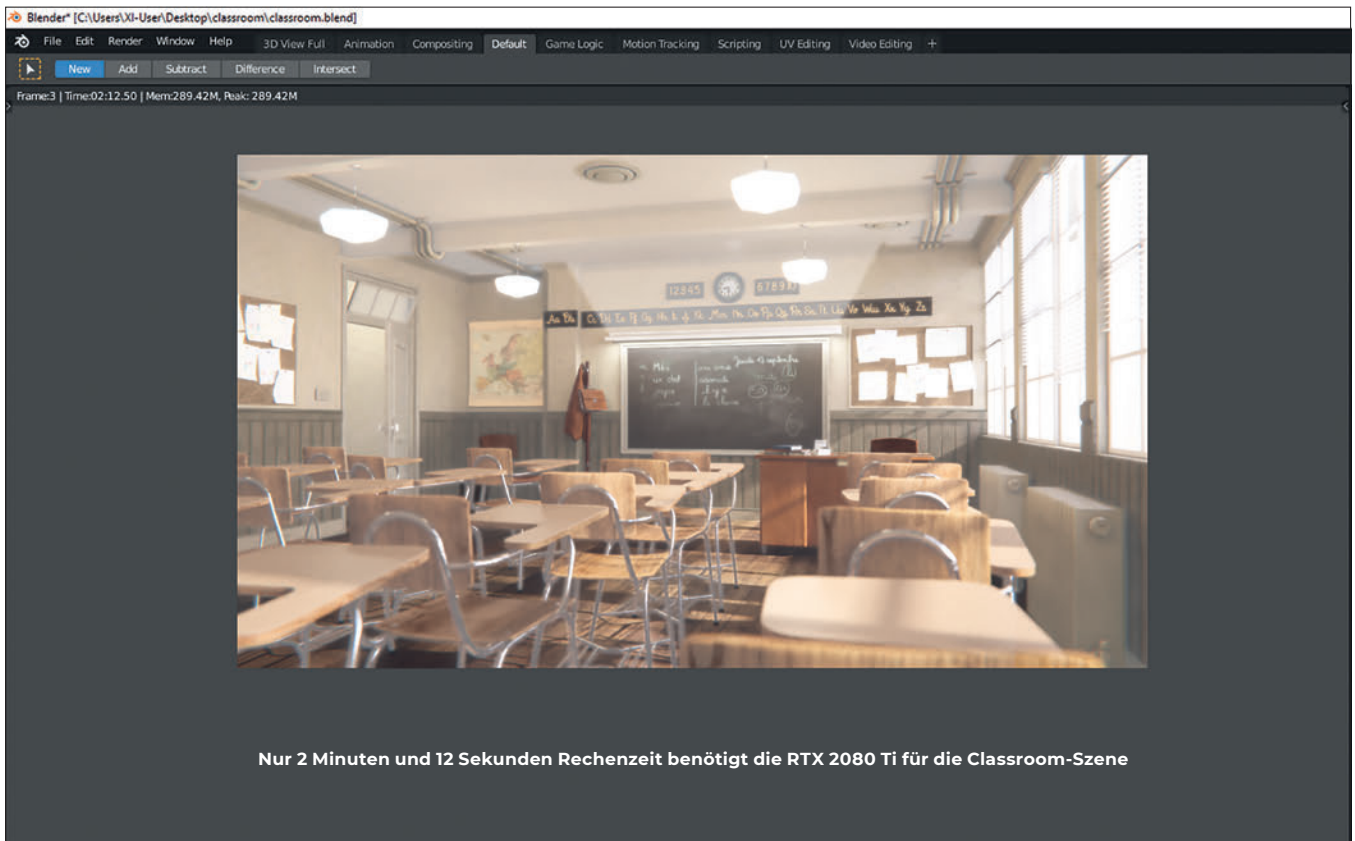 Blender* [C:\Users\XI-User\Desktop\classroom\classroom.blend]
File Edit Render Window Help 3D View Full Animation Compositing Default Game Logic Motion Tracking Scripting UV Editing Video Editing +
New Add Subtract Difference Intersect
Frame:3 | Time:02:12.50 | Mem:289.42M, Peak: 289.42M
12345 678910
Nur 2 Minuten und 12 Sekunden Rechenzeit benötigt die RTX 2080 Ti für die Classroom-Szene